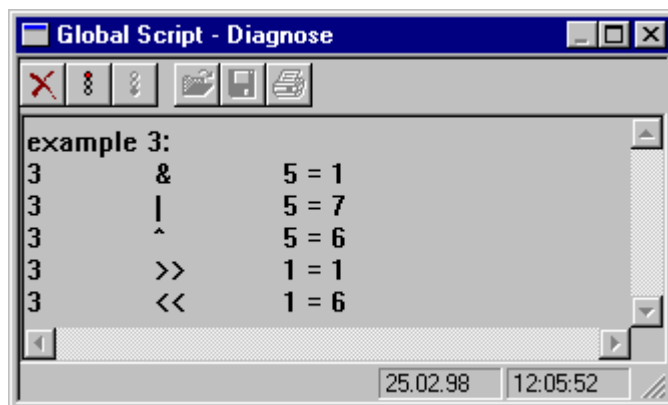 Global Script - Diagnose
example 3:
3 & 5 = 1
3 | 5 = 7
3 ^ 5 = 6
3 >> 1 = 1
3 << 1 = 6
25.02.98 12:05:52